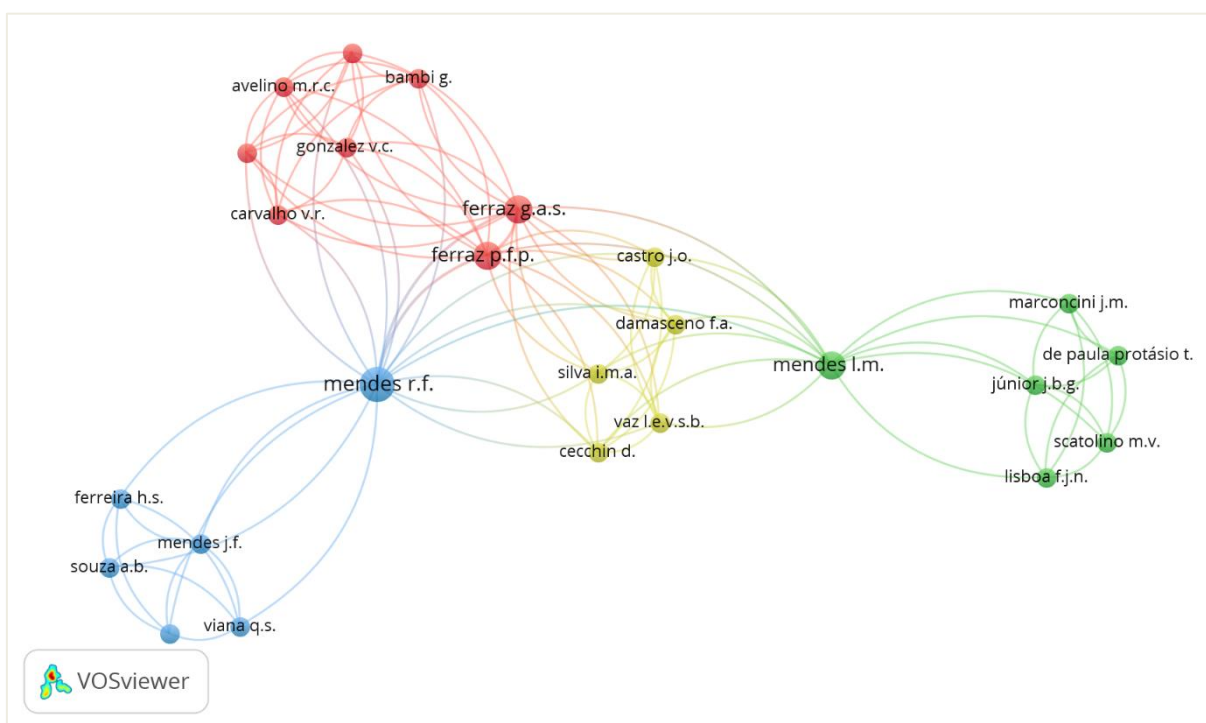 bambi g.
avelino m.r.c.
gonzalez v.c.
ferraz g.a.s.
carvalho v.r.
ferraz p.f.p.
castro j.o.
marconcini j.m.
damasceno f.a.
de paula protásio t.
mendes l.m.
silva i.m.a.
mendes r.f.
júnior j.b.g.
vaz l.e.v.s.b.
scatolino m.v.
cecchin d.
lisboa f.j.n.
ferreira h.s.
mendes j.f.
souza a.b.
viana q.s.
VOSviewer